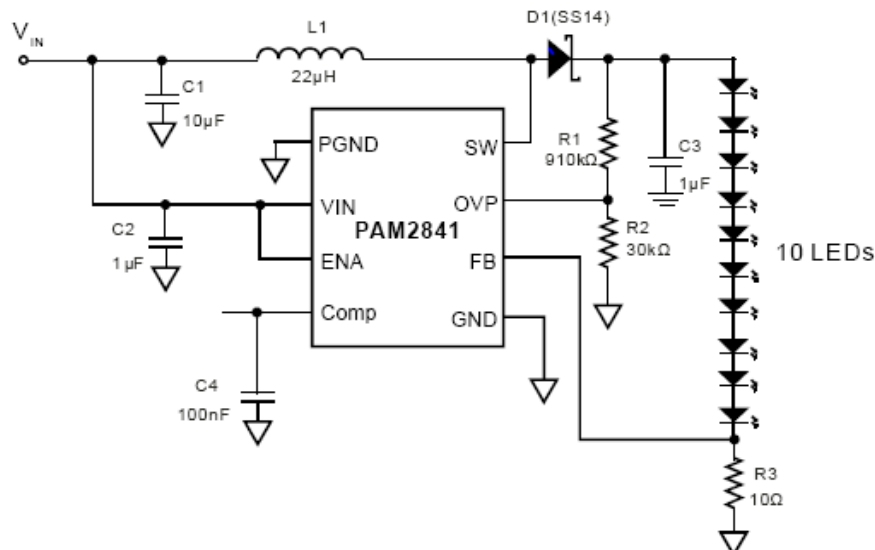 V_IN
L1
22µH
D1(SS14)
C1
10µF
PGND
SW
R1
910kΩ
C3
1µF
VIN
OVP
PAM2841
C2
1µF
R2
30kΩ
ENA
FB
10 LEDs
Comp
GND
C4
100nF
R3
10Ω